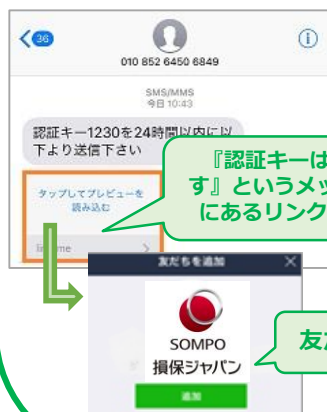 36
010 852 6450 6849
SMS/MMS
今日 10:43
認証キー1230を24時間以内に以
下より送信下さい
『認証キーは
す』というメッ
にあるリンク
タップしてプレビューを
読み込む
line.me
友だちを追加
SOMPO
損保ジャパン
追加